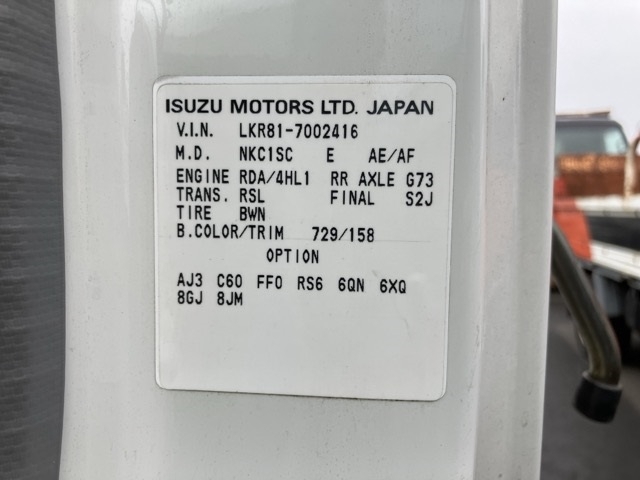 ISUZU MOTORS LTD. JAPAN
V.I.N. LKR81-7002416
M.D. NKC1SC E AE/AF
ENGINE RDA/4HL1 RR AXLE G73
TRANS. RSL FINAL S2J
TIRE BWN
B.COLOR/TRIM 729/158
OPTION
AJ3 C60 FF0 RS6 6QN 6XQ
8GJ 8JM